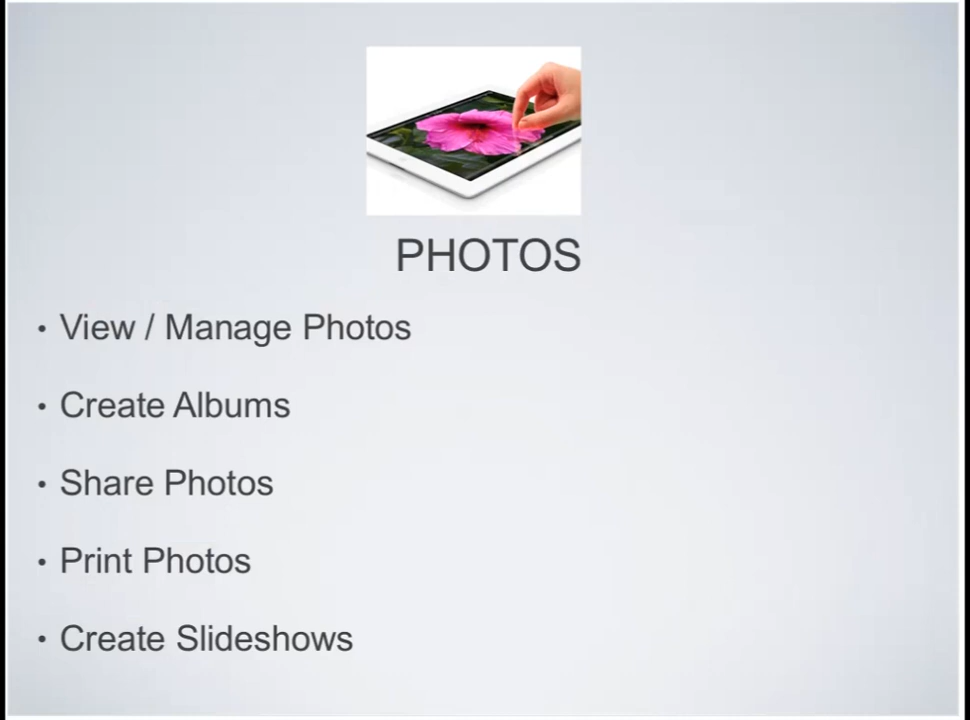 PHOTOS
• View / Manage Photos
• Create Albums
• Share Photos
• Print Photos
• Create Slideshows